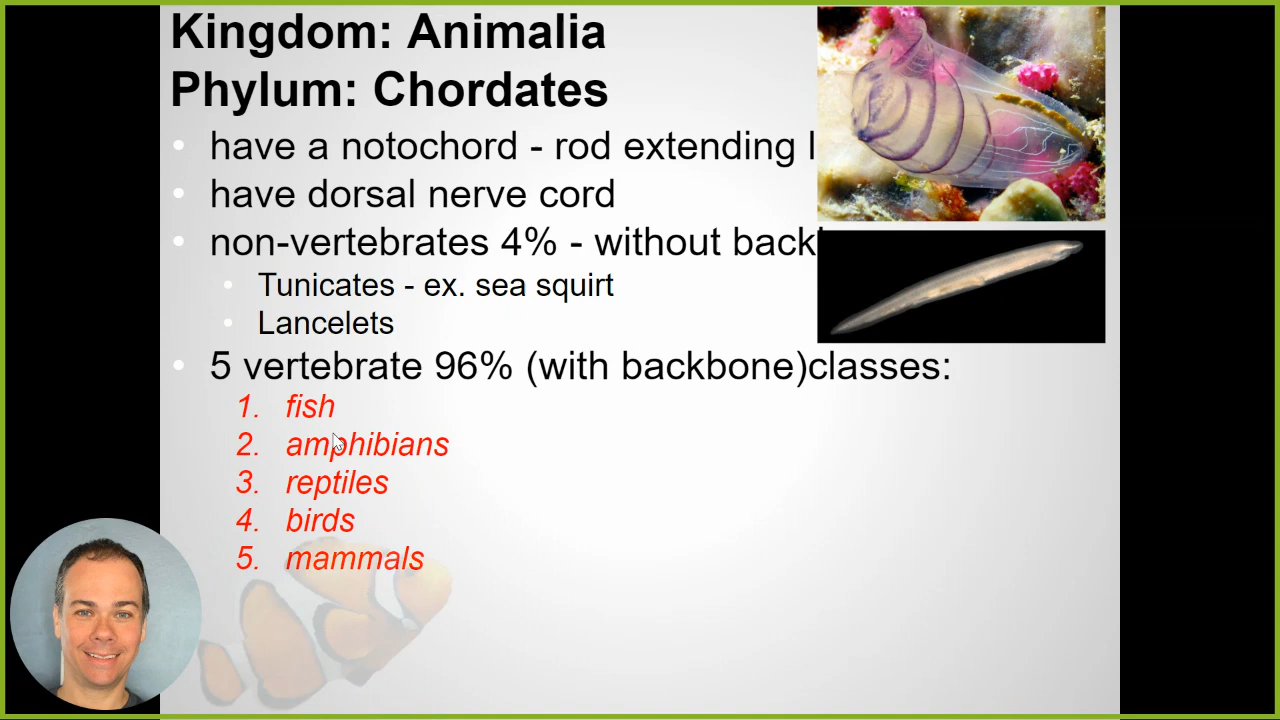 Kingdom: Animalia
Phylum: Chordates
• have a notochord - rod extending
• have dorsal nerve cord
• non-vertebrates 4% - without
• Tunicates - ex. sea squirt
• Lancelets
• 5 vertebrate 96% (with backbone)classes:
1. fish
2. amphibians
3. reptiles
4. birds
5. mammals